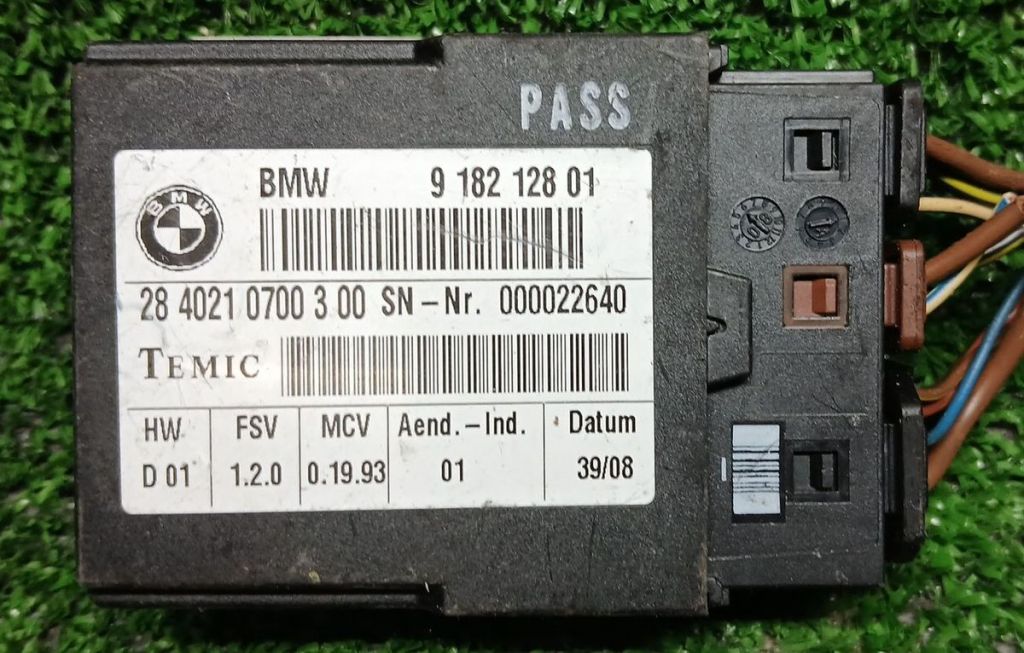 PASS
BMW 9 182 128 01
BMW
28 4021 0700 3 00 SN – Nr. 000022640
TEMIC
HW FSV MCV Aend.–Ind. Datum
D 01 1.2.0 0.19.93 01 39/08